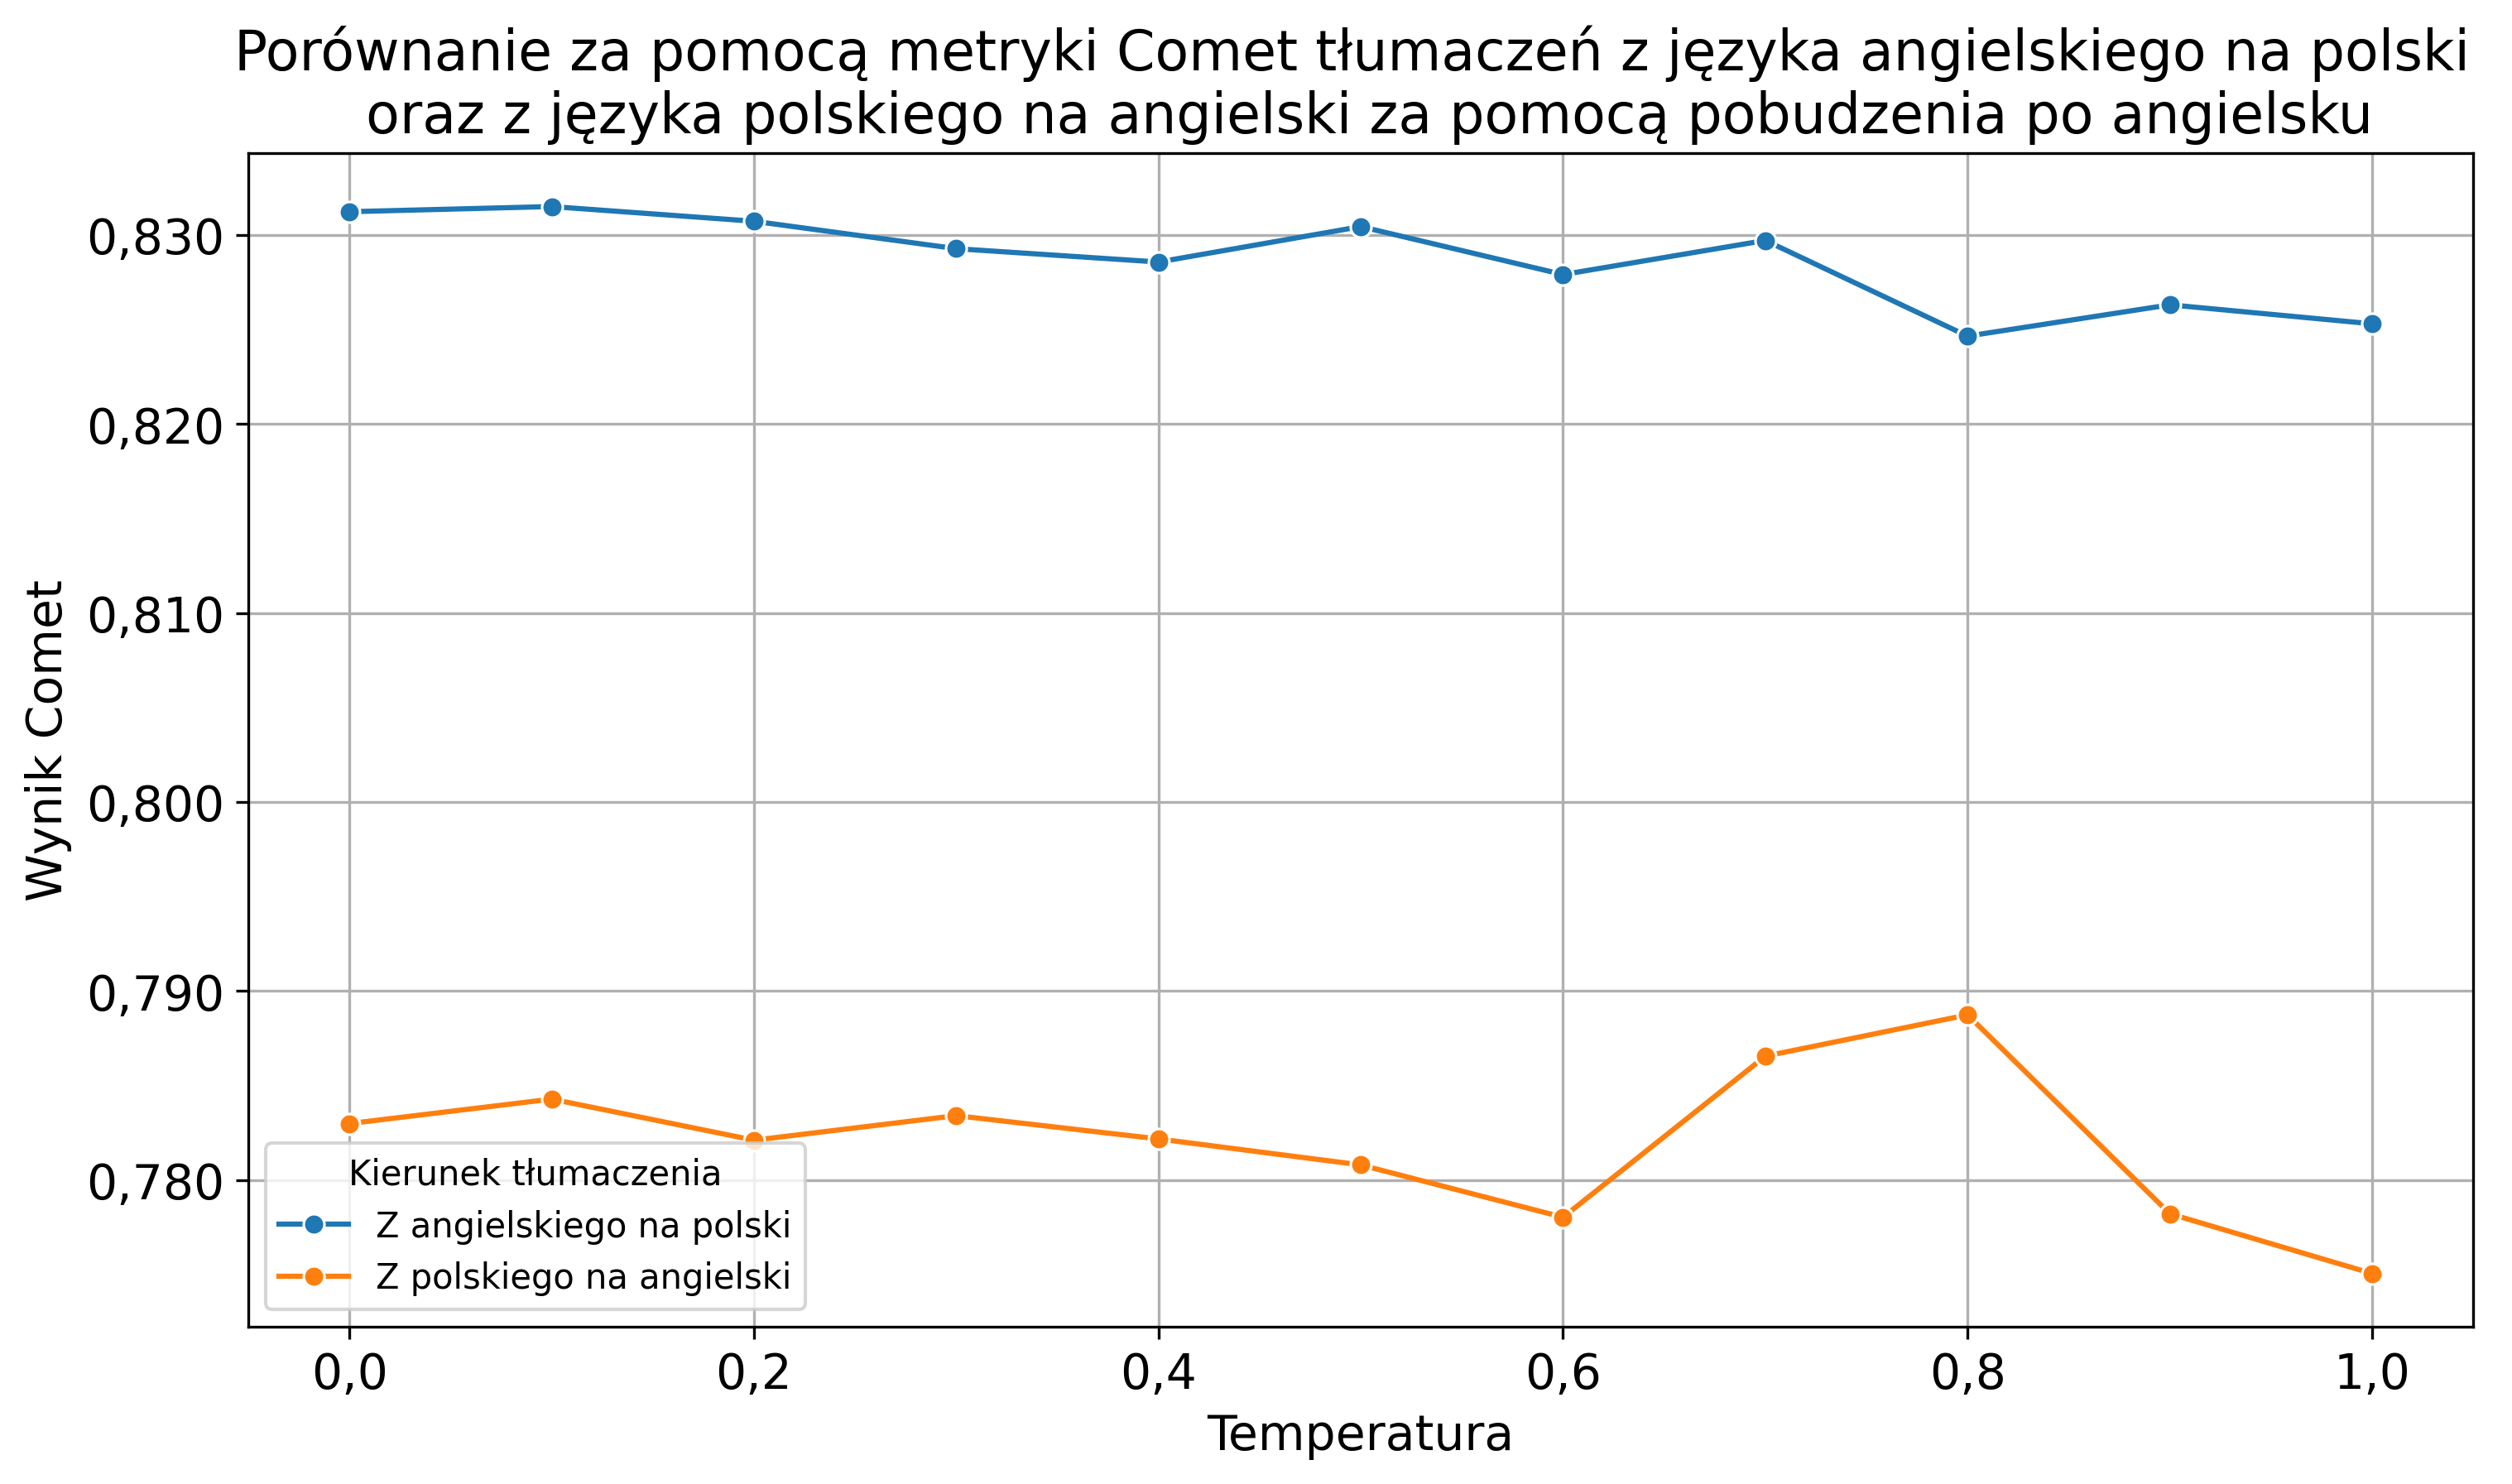 Porównanie za pomocą metryki Comet tłumaczeń z języka angielskiego na polski
oraz z języka polskiego na angielski za pomocą pobudzenia po angielsku
Wynik Comet
0,830
0,820
0,810
0,800
0,790
0,780
Kierunek tłumaczenia
Z angielskiego na polski
Z polskiego na angielski
0,0 0,2 0,4 0,6 0,8 1,0
Temperatura